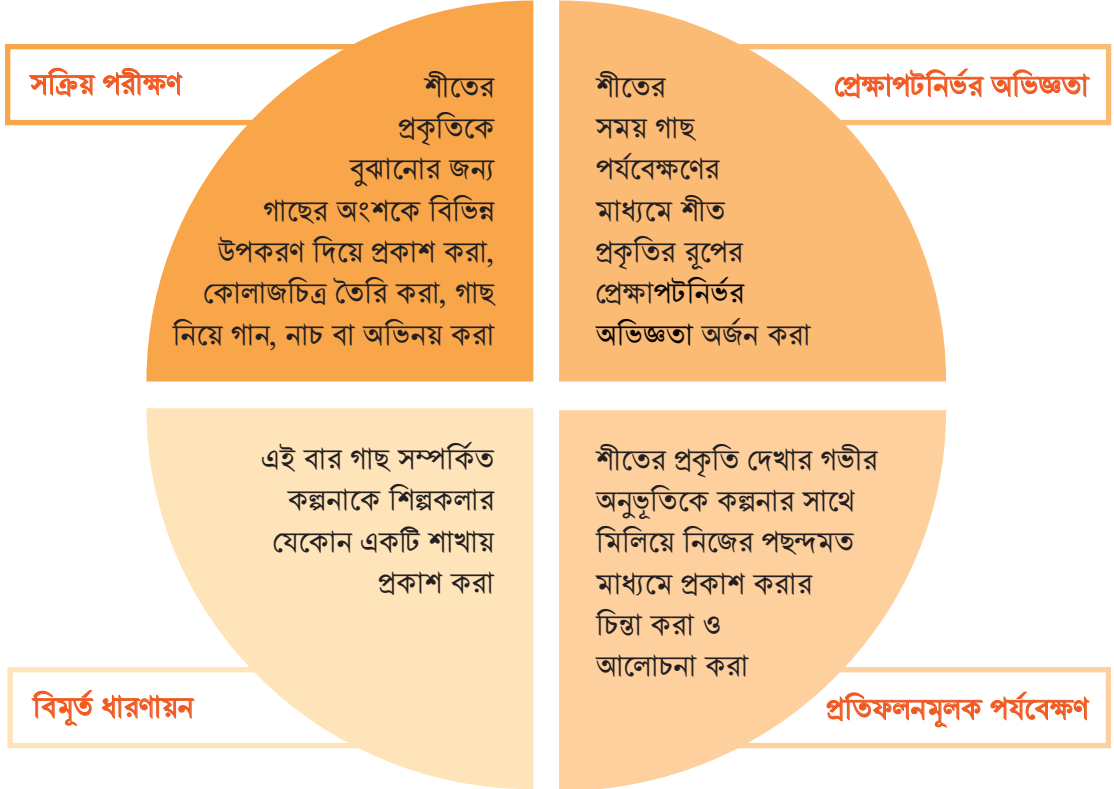 সক্রিয় পরীক্ষণ
শীতের
প্রকৃতিকে
বুঝানোর জন্য
গাছের অংশকে বিভিন্ন
উপকরণ দিয়ে প্রকাশ করা,
কোলাজচিত্র তৈরি করা, গাছ
নিয়ে গান, নাচ বা অভিনয় করা
প্রেক্ষাপটনির্ভর অভিজ্ঞতা
শীতের
সময় গাছ
পর্যবেক্ষণের
মাধ্যমে শীত
প্রকৃতির রূপের
প্রেক্ষাপটনির্ভর
অভিজ্ঞতা অর্জন করা
এই বার গাছ সম্পর্কিত
কল্পনাকে শিল্পকলার
যেকোন একটি শাখায়
প্রকাশ করা
বিমূর্ত ধারণায়ন
শীতের প্রকৃতি দেখার গভীর
অনুভূতিকে কল্পনার সাথে
মিলিয়ে নিজের পছন্দমত
মাধ্যমে প্রকাশ করার
চিন্তা করা ও
আলোচনা করা
প্রতিফলনমূলক পর্যবেক্ষণ